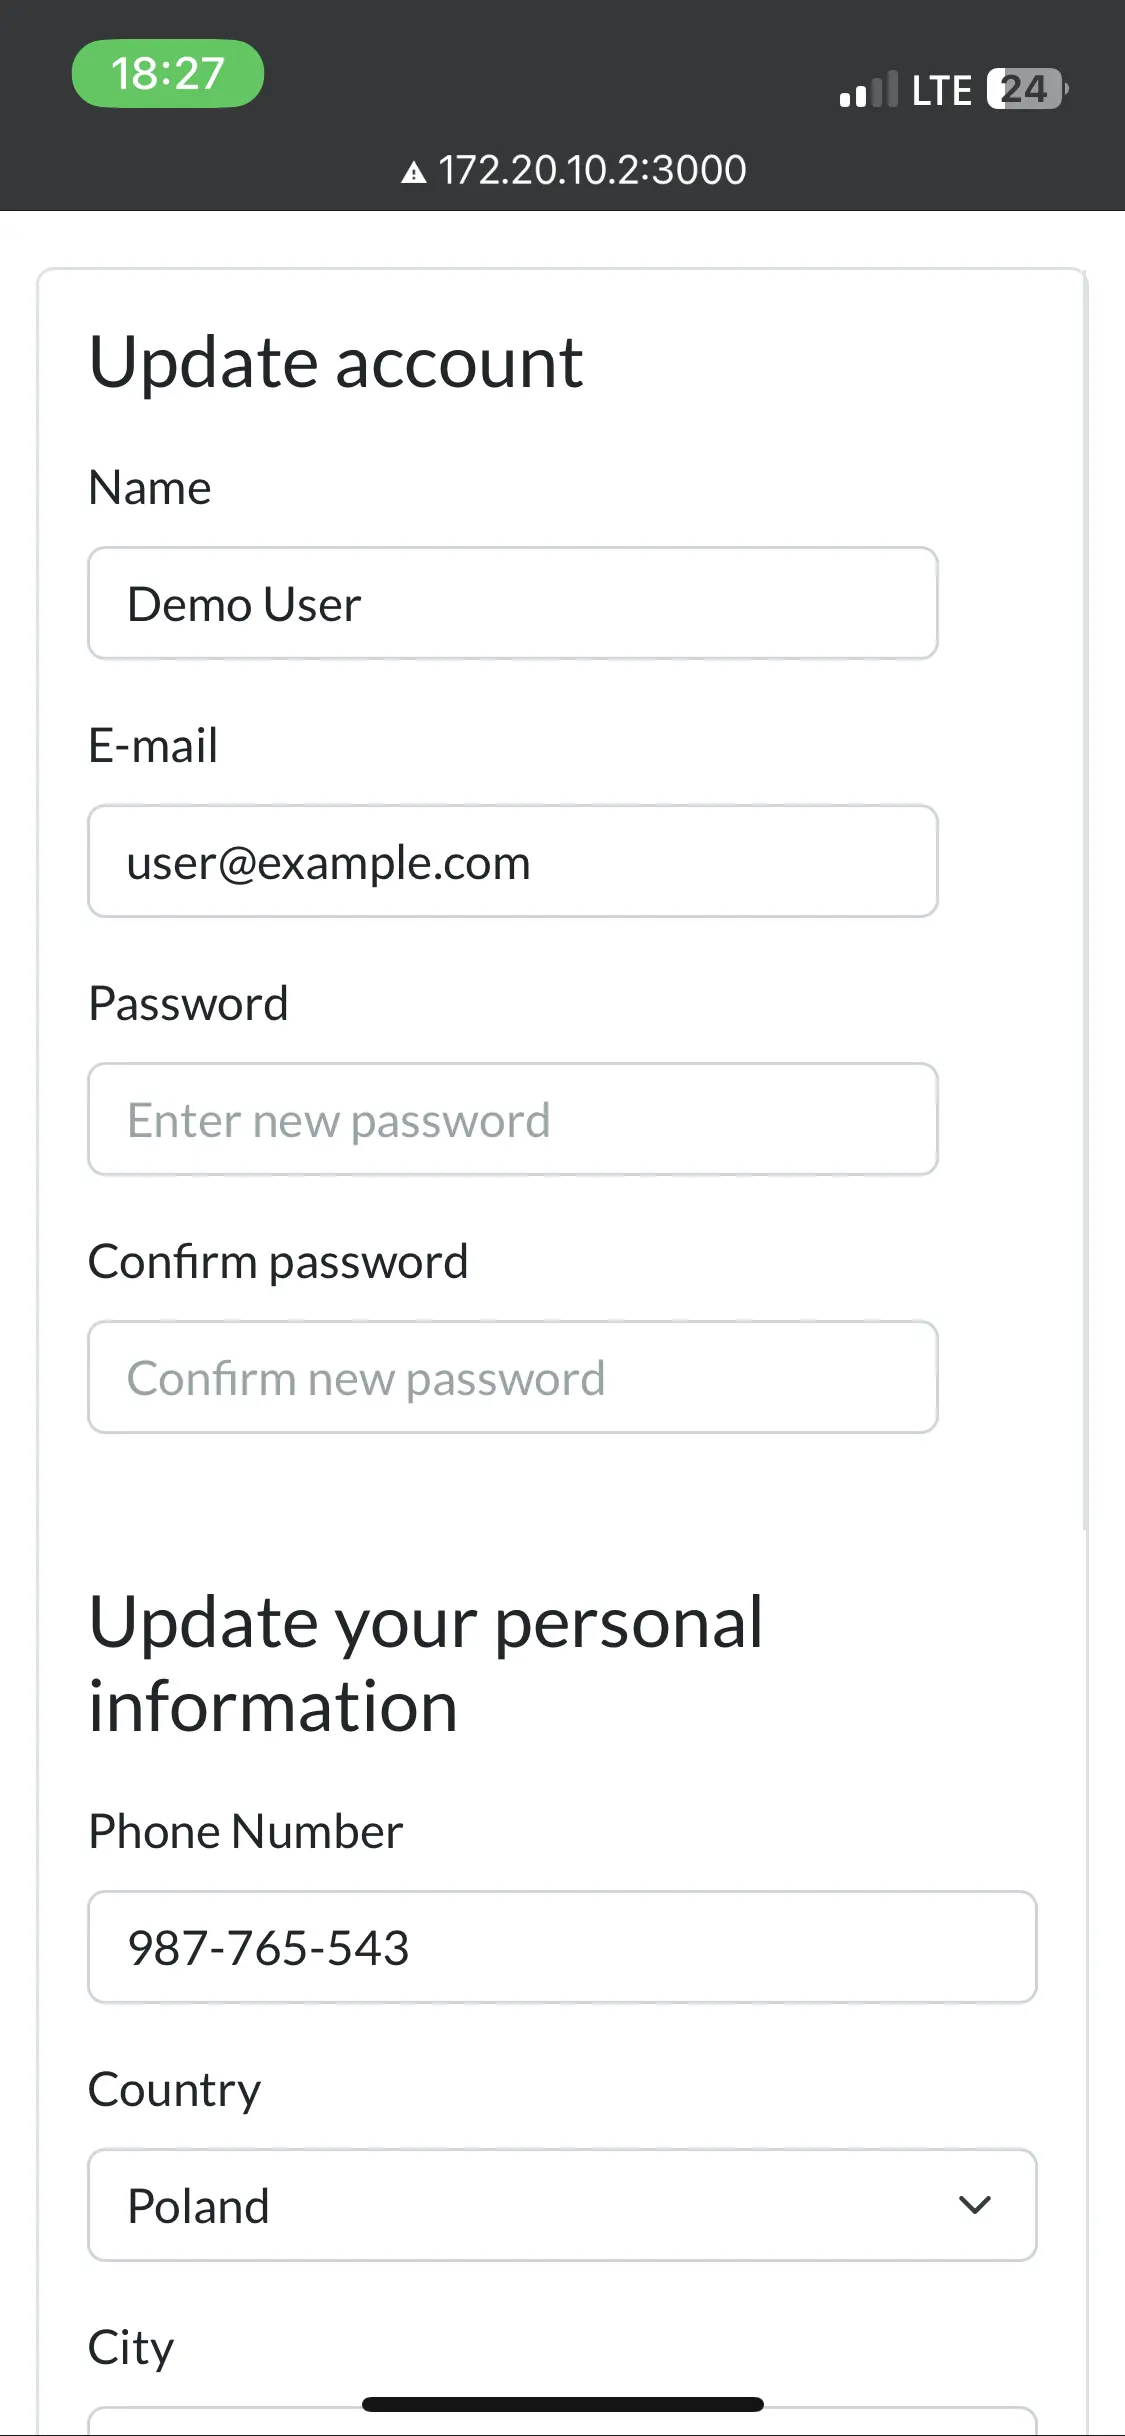 18:27
LTE 24
172.20.10.2:3000
Update account
Name
Demo User
E-mail
user@example.com
Password
Enter new password
Confirm password
Confirm new password
Update your personal
information
Phone Number
987-765-543
Country
Poland
City